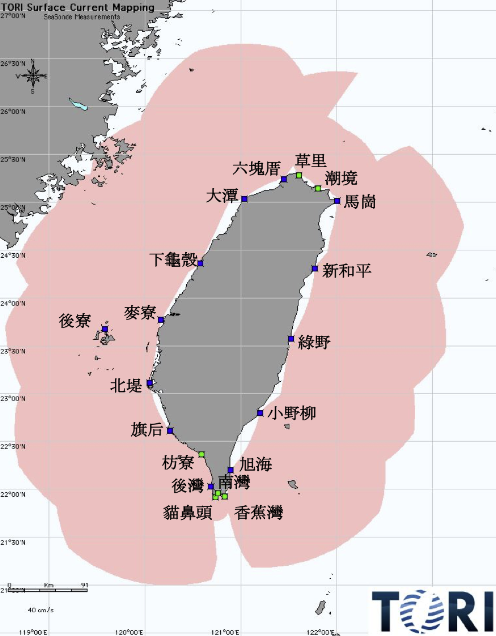 TORI Surface Current Mapping
SeaSonde Measurements
27°00'N
26°30'N
26°00'N
25°30'N
25°00'N
24°30'N
24°00'N
23°30'N
23°00'N
22°30'N
22°00'N
21°30'N
N
S
草里
六塊厝
潮境
大潭
馬崗
下龜殼
新和平
後寮
麥寮
綠野
北堤
小野柳
旗后
枋寮
旭海
後灣
南灣
貓鼻頭
香蕉灣
0 Km 91
40 cm/s
119°00'E
120°00'E
121°00'E
122°00'E
TORI